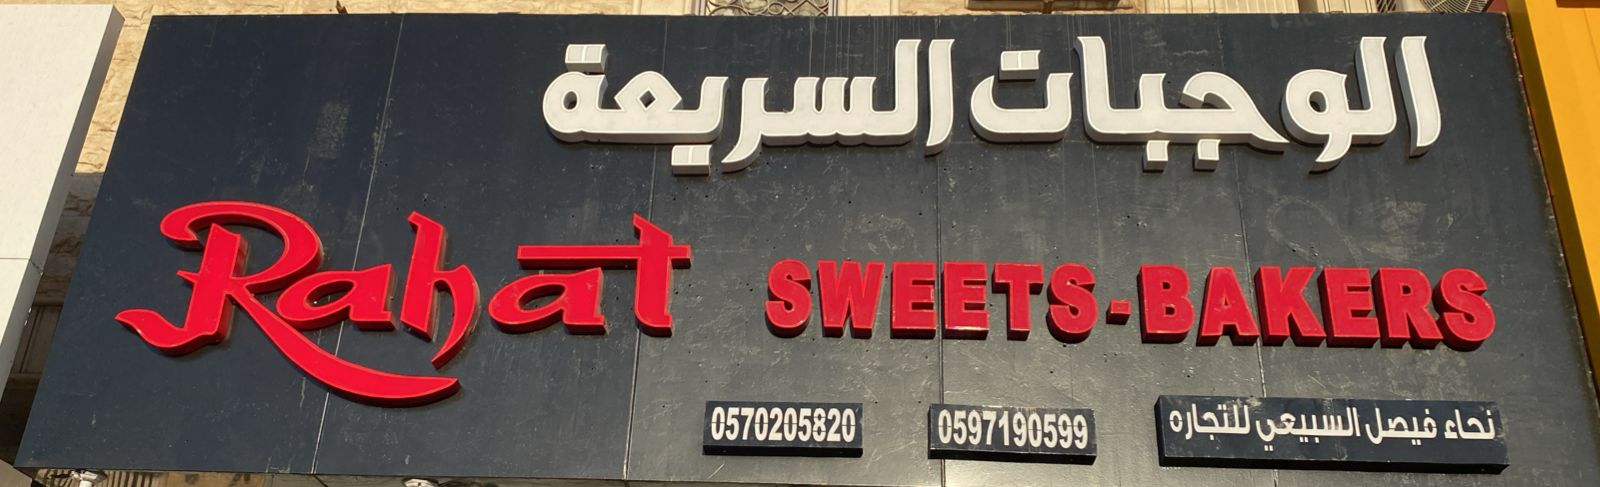 الوجبات السريعة
Rahat SWEETS-BAKERS
0570205820 0597190599 نحاء فيصل السبيعي للتجاره